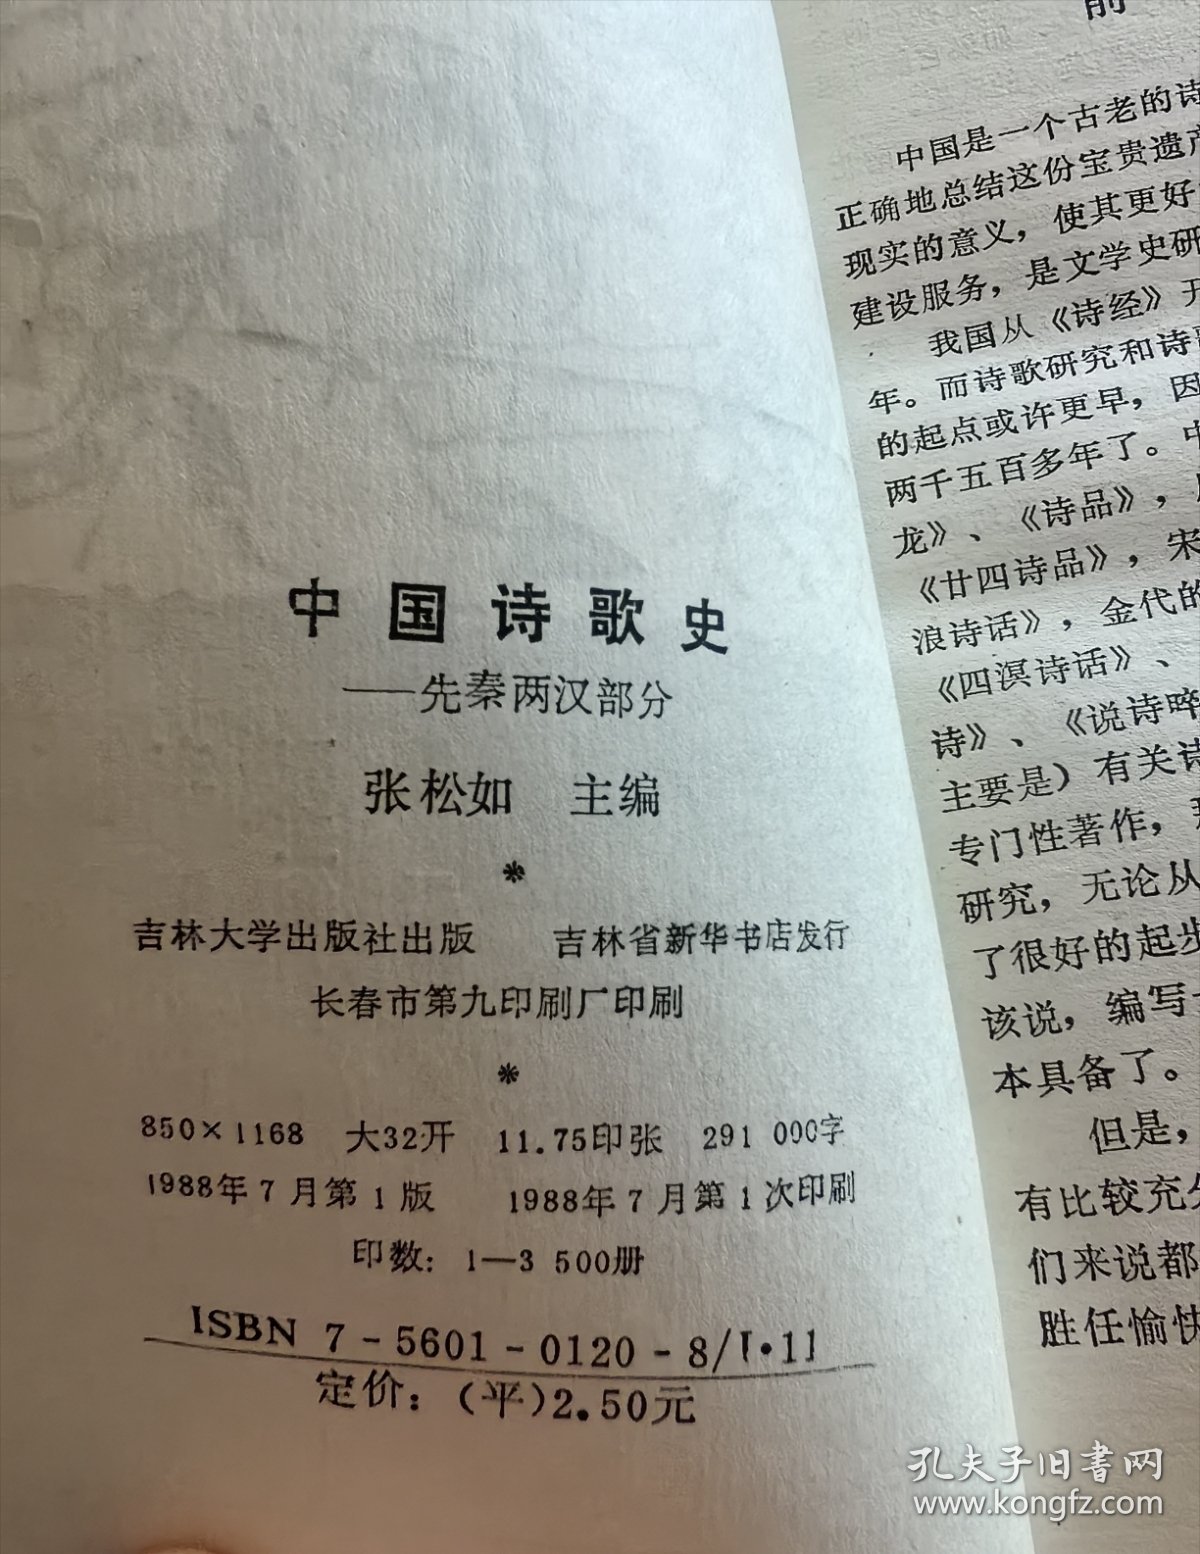 中国诗歌史
——先秦两汉部分
张松如 主编
*
吉林大学出版社出版 吉林省新华书店发行
长春市第九印刷厂印刷
*
850×1168 大32开 11.75印张 291 000字
1988年7月第1版 1988年7月第1次印刷
印数：1—3 500册
ISBN 7-5601-0120-8/I·11
定价：(平)2.50元
前
中国是一个古老的诗
正确地总结这份宝贵遗产
现实的意义，使其更好
建设服务，是文学史研
我国从《诗经》开
年。而诗歌研究和诗
的起点或许更早，因
两千五百多年了。中
龙》、《诗品》，
《廿四诗品》，宋
浪诗话》，金代的
《四溟诗话》、
诗》、《说诗晬
主要是）有关诗
专门性著作，
研究，无论从
了很好的起步
该说，编写
本具备了。
但是，
有比较充分
们来说都
胜任愉快
孔夫子旧书网
www.kongfz.com